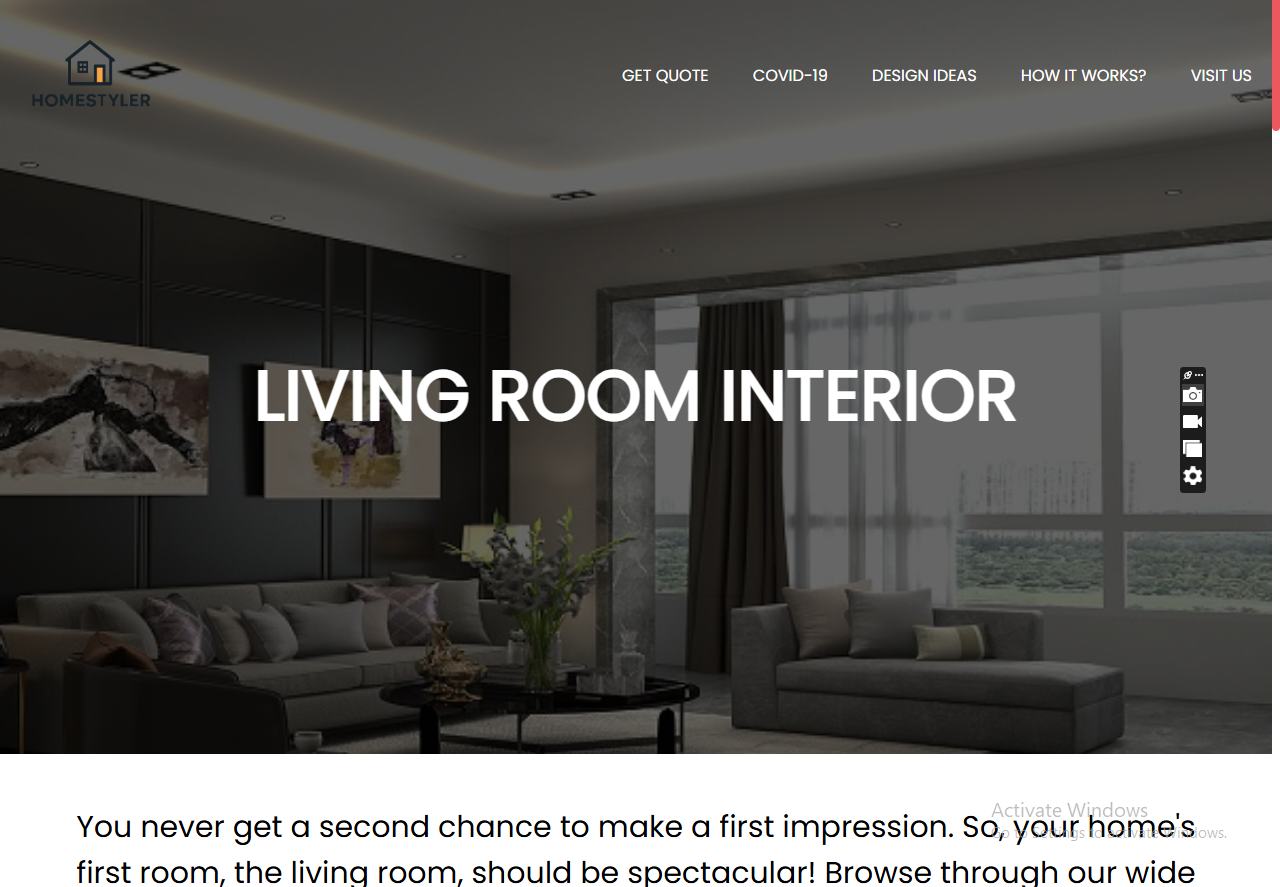 HOMESTYLER
GET QUOTE COVID-19 DESIGN IDEAS HOW IT WORKS? VISIT US
LIVING ROOM INTERIOR
Activate Windows
You never get a second chance to make a first impression. So, your home's
Go to Settings to activate Windows.
first room, the living room, should be spectacular! Browse through our wide